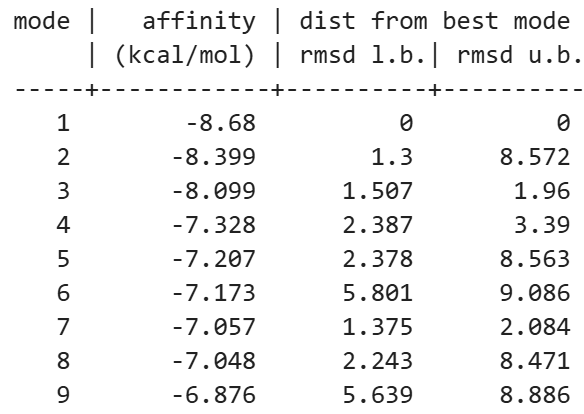 mode |   affinity | dist from best mode
     | (kcal/mol) | rmsd l.b.| rmsd u.b.
-----+------------+----------+----------
   1        -8.68          0          0
   2       -8.399        1.3      8.572
   3       -8.099      1.507       1.96
   4       -7.328      2.387       3.39
   5       -7.207      2.378      8.563
   6       -7.173      5.801      9.086
   7       -7.057      1.375      2.084
   8       -7.048      2.243      8.471
   9       -6.876      5.639      8.886